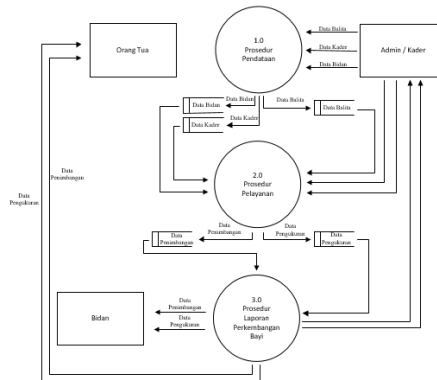 Orang Tua
1.0
Prosedur
Pendataan
Data Balita
Data Kader
Data Bidan
Admin / Kader
Data Bidan
Data Bidan
Data Kader
Data Kader
Data Balita
Data Balita
Data
Pengukuran
Data
Penimbangan
2.0
Prosedur
Pelayanan
Data
Penimbangan
Data
Penimbangan
Data
Pengukuran
Data
Pengukuran
Bidan
Data
Penimbangan
Data
Pengukuran
3.0
Prosedur
Laporan
Perkembangan
Bayi